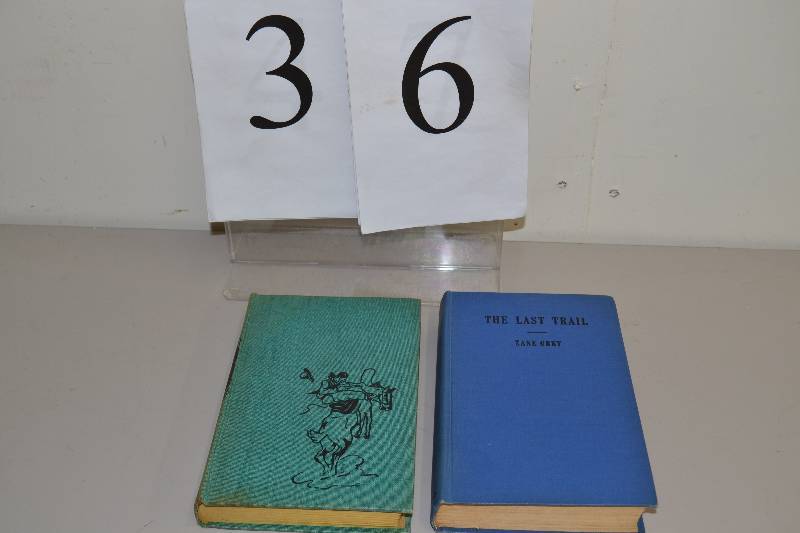 3 6
THE LAST TRAIL
ZANE GREY